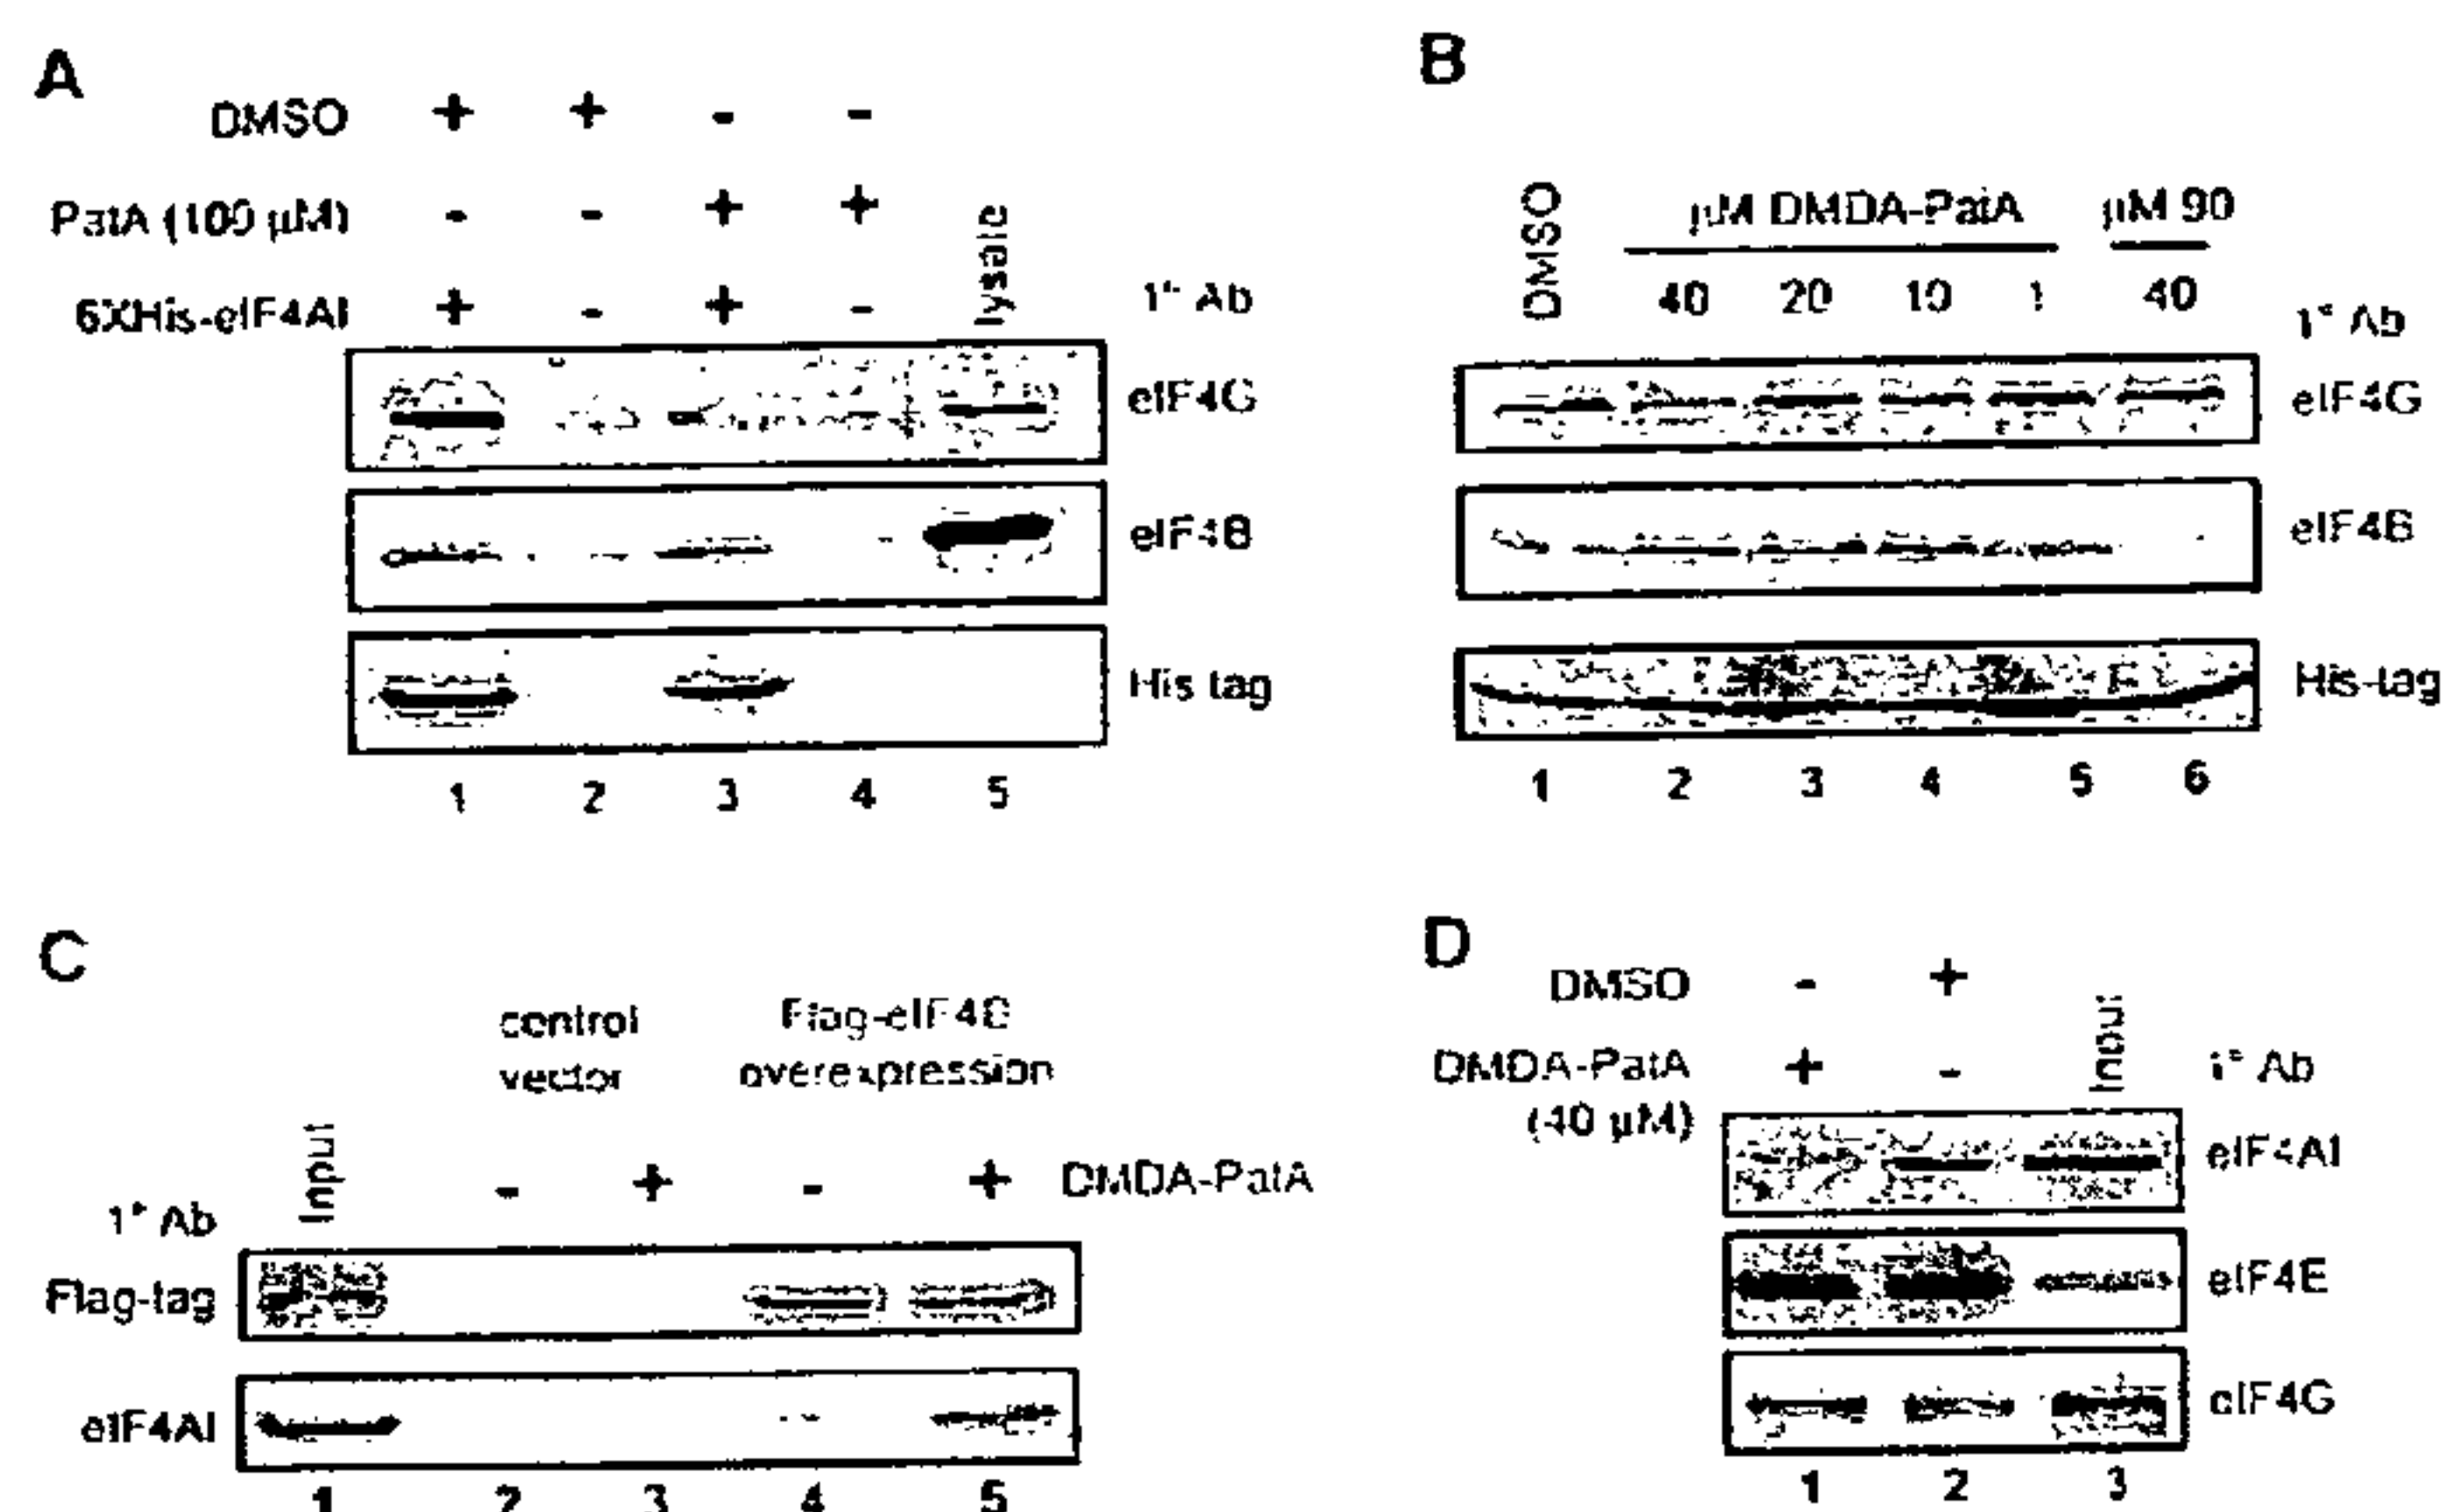 A
DMSO + + - -
PatA (100 µM) - - + +
6XHis-eIF4AI + - + -
lysate
1° Ab
eIF4G
eIF4B
His tag
1 2 3 4 5
B
DMSO
µM DMDA-PatA
µM 90
40 20 10 1 40
1° Ab
eIF4G
eIF4B
His-tag
1 2 3 4 5 6
C
control
vector
Flag-eIF4B
overexpression
Input
- + - + DMDA-PatA
1° Ab
Flag-tag
eIF4AI
1 2 3 4 5
D
DMSO - +
DMDA-PatA + -
(40 µM)
Input
1° Ab
eIF4AI
eIF4E
eIF4G
1 2 3